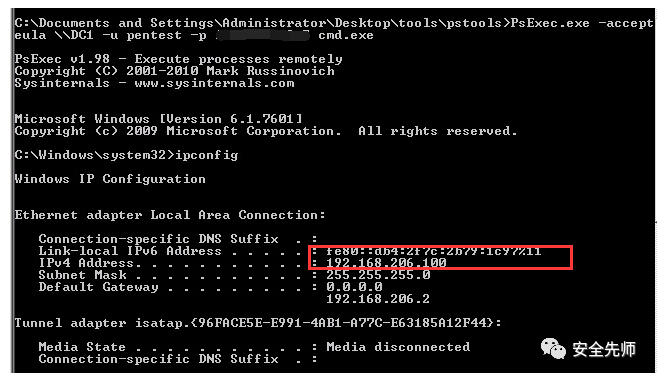 C:\Documents and Settings\Administrator\Desktop\tools\pstools>PsExec.exe -accept
eula \\DC1 -u pentest -p cmd.exe
PsExec v1.98 - Execute processes remotely
Copyright (C) 2001-2010 Mark Russinovich
Sysinternals - www.sysinternals.com
Microsoft Windows [Version 6.1.7601]
Copyright (c) 2009 Microsoft Corporation.  All rights reserved.
C:\Windows\system32>ipconfig
Windows IP Configuration
Ethernet adapter Local Area Connection:
Connection-specific DNS Suffix  . :
Link-local IPv6 Address . . . . . : fe80::db4:2f7c:2b79:1c97%11
IPv4 Address. . . . . . . . . . . : 192.168.206.100
Subnet Mask . . . . . . . . . . . : 255.255.255.0
Default Gateway . . . . . . . . . : 0.0.0.0
192.168.206.2
Tunnel adapter isatap.{96FACE5E-E991-4AB1-A77C-E63185A12F44}:
Media State . . . . . . . . . . . : Media disconnected
Connection-specific DNS Suffix  . :
安全先师